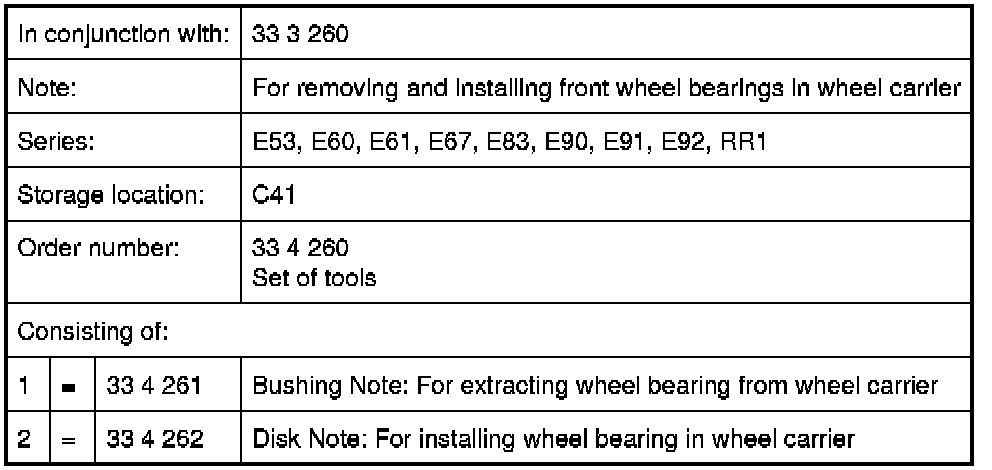 In conjunction with: 33 3 260
Note: For removing and installing front wheel bearings in wheel carrier
Series: E53, E60, E61, E67, E83, E90, E91, E92, RR1
Storage location: C41
Order number: 33 4 260
Set of tools
Consisting of:
1 = 33 4 261 Bushing Note: For extracting wheel bearing from wheel carrier
2 = 33 4 262 Disk Note: For installing wheel bearing in wheel carrier